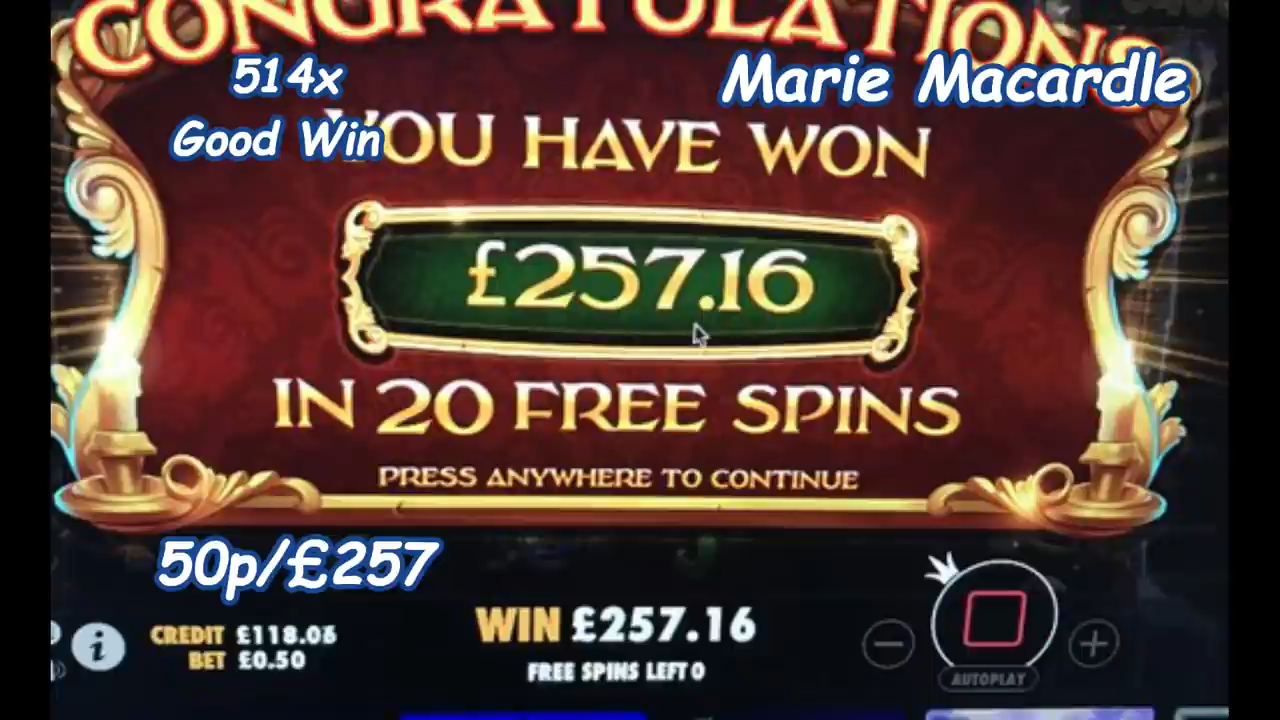 CONGRATULATIONS
514x
Good Win
Marie Macardle
YOU HAVE WON
£257.16
IN 20 FREE SPINS
PRESS ANYWHERE TO CONTINUE
50p/£257
CREDIT £118.06
BET £0.50
WIN £257.16
FREE SPINS LEFT 0
AUTOPLAY